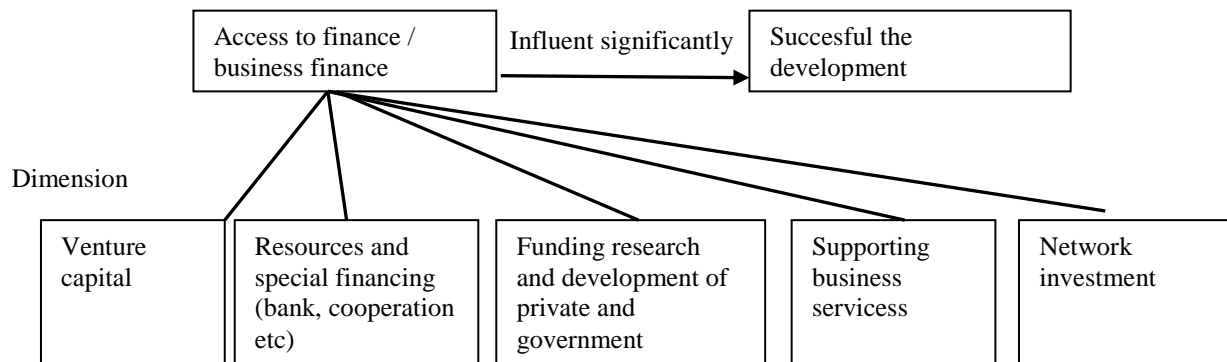 Access to finance /
business finance
Influent significantly
Succesful the
development
Dimension
Venture
capital
Resources and
special financing
(bank, cooperation
etc)
Funding research
and development of
private and
government
Supporting
business
servicess
Network
investment